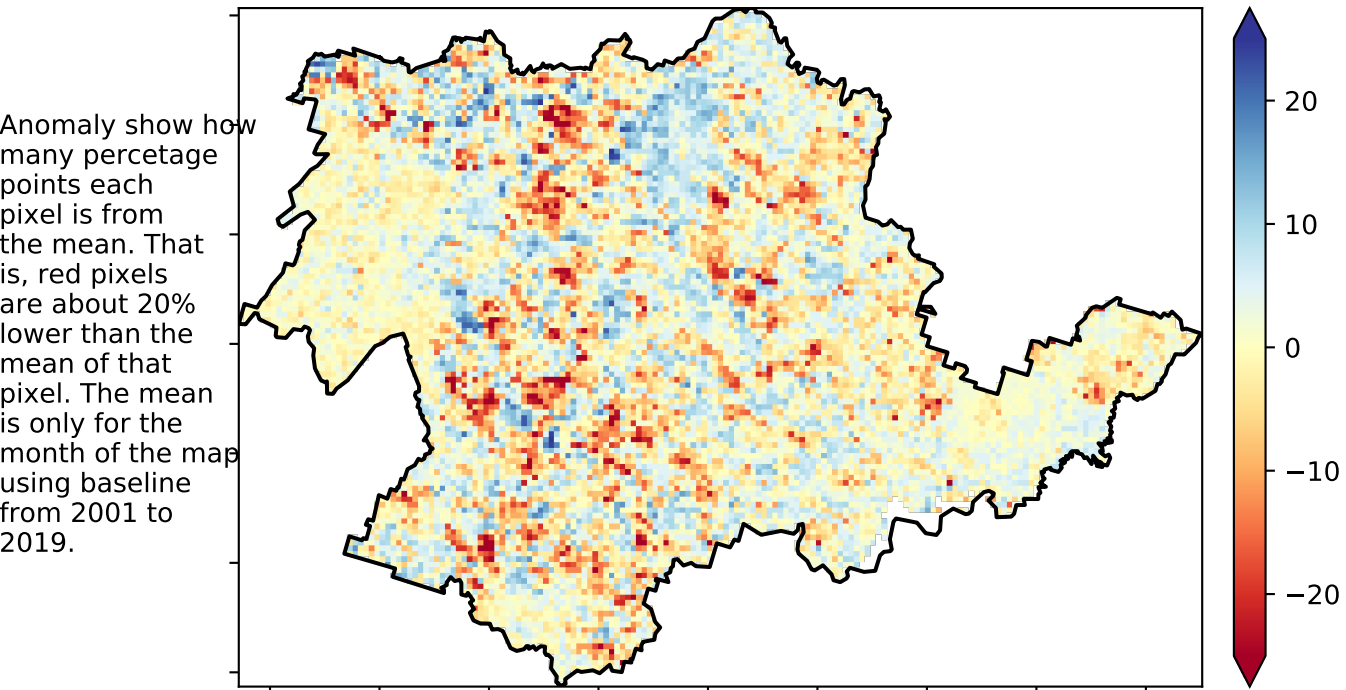 Anomaly show how
many percetage
points each
pixel is from
the mean. That
is, red pixels
are about 20%
lower than the
mean of that
pixel. The mean
is only for the
month of the map
using baseline
from 2001 to
2019.
20
10
0
−10
−20